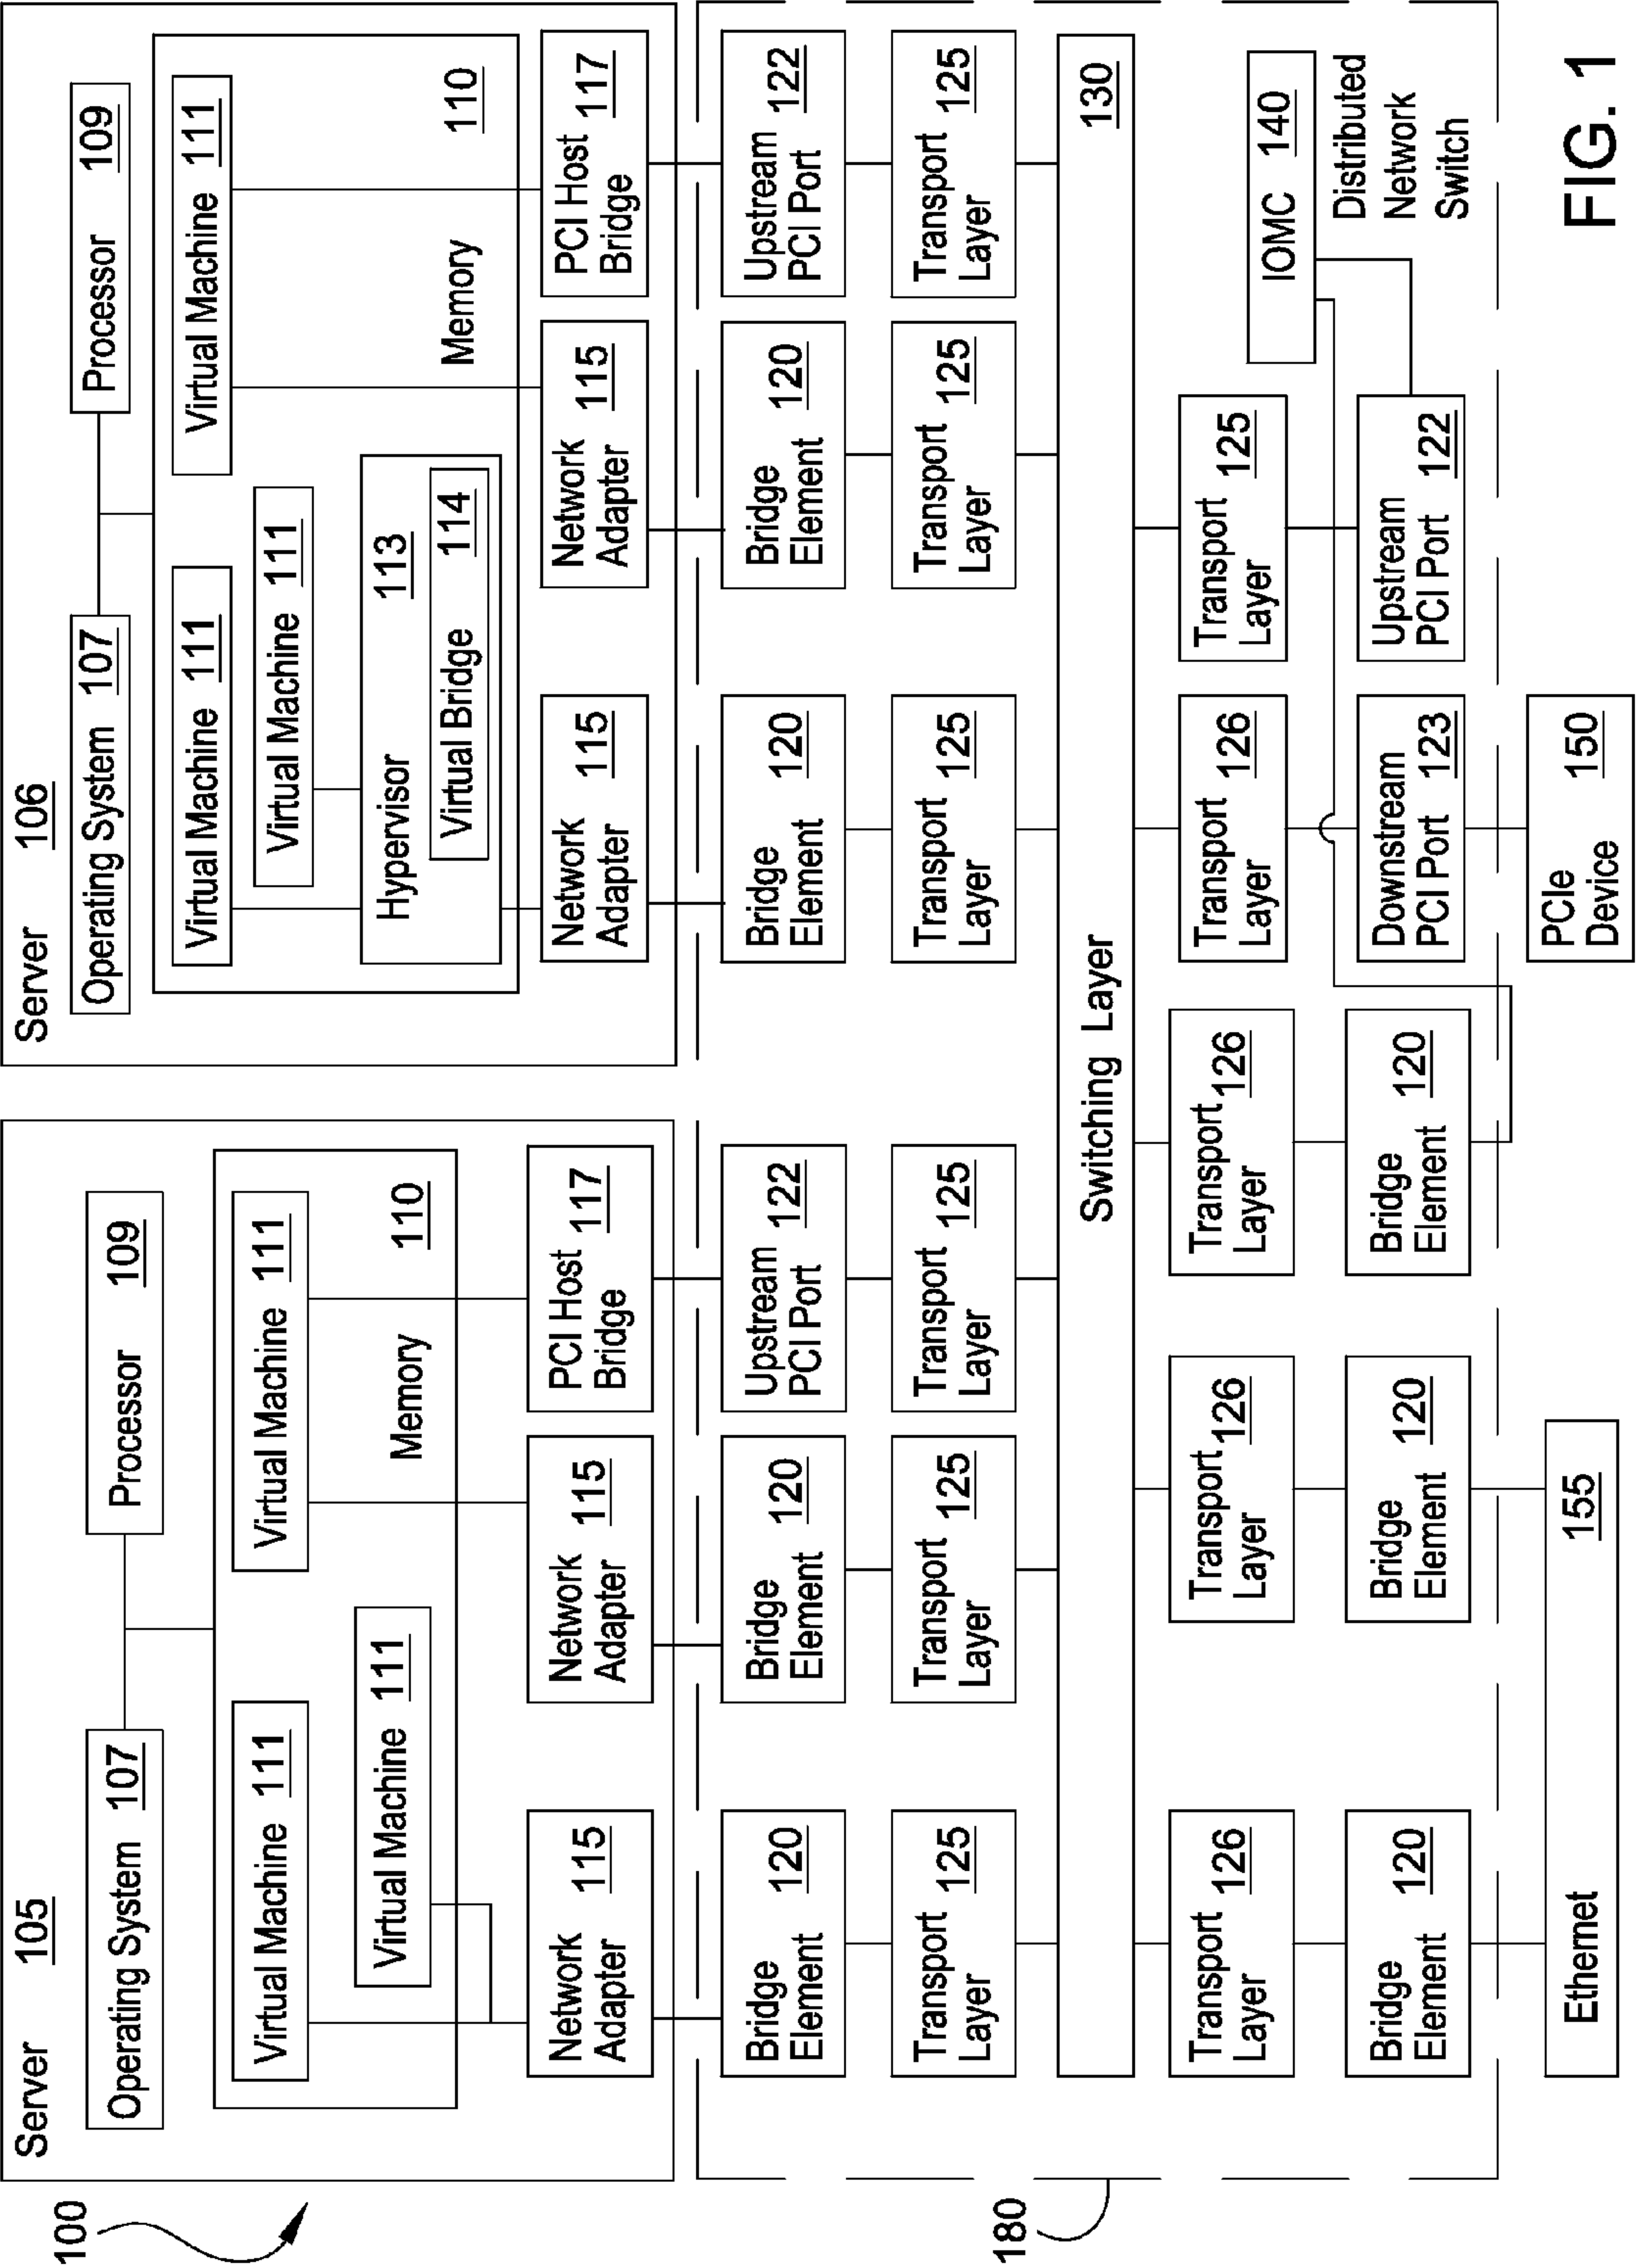 100
Server 105
Operating System 107
Processor 109
Virtual Machine 111
Virtual Machine 111
Virtual Machine 111
Memory 110
Network
Adapter 115
Network
Adapter 115
PCI Host
Bridge 117
Server 106
Operating System 107
Processor 109
Virtual Machine 111
Virtual Machine 111
Virtual Machine 111
Hypervisor 113
Virtual Bridge 114
Memory 110
Network
Adapter 115
Network
Adapter 115
PCI Host
Bridge 117
180
Bridge
Element 120
Bridge
Element 120
Upstream
PCI Port 122
Bridge
Element 120
Bridge
Element 120
Upstream
PCI Port 122
Transport
Layer 125
Transport
Layer 125
Transport
Layer 125
Transport
Layer 125
Transport
Layer 125
Transport
Layer 125
Switching Layer 130
Transport
Layer 126
Transport
Layer 126
Transport
Layer 126
Transport
Layer 126
Transport
Layer 125
IOMC 140
Bridge
Element 120
Bridge
Element 120
Bridge
Element 120
Downstream
PCI Port 123
Upstream
PCI Port 122
Distributed
Network
Switch
Ethernet 155
PCIe
Device 150
FIG. 1